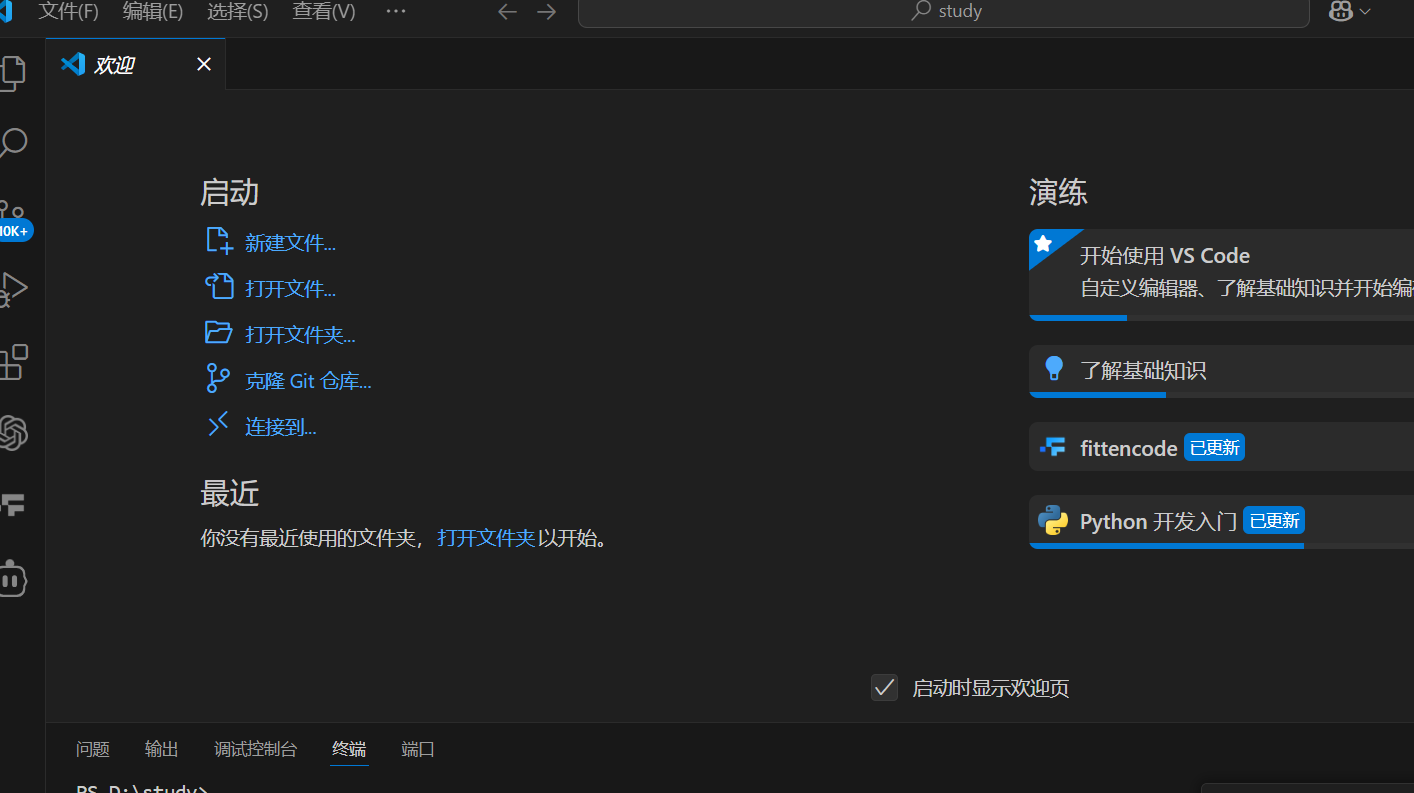 文件(F) 编辑(E) 选择(S) 查看(V) ··· study
欢迎
启动
新建文件...
打开文件...
打开文件夹...
克隆 Git 仓库...
连接到...
最近
你没有最近使用的文件夹，打开文件夹以开始。
演练
开始使用 VS Code
自定义编辑器、了解基础知识并开始编
了解基础知识
fittencode 已更新
Python 开发入门 已更新
10K+
启动时显示欢迎页
问题 输出 调试控制台 终端 端口
PS D:\study>